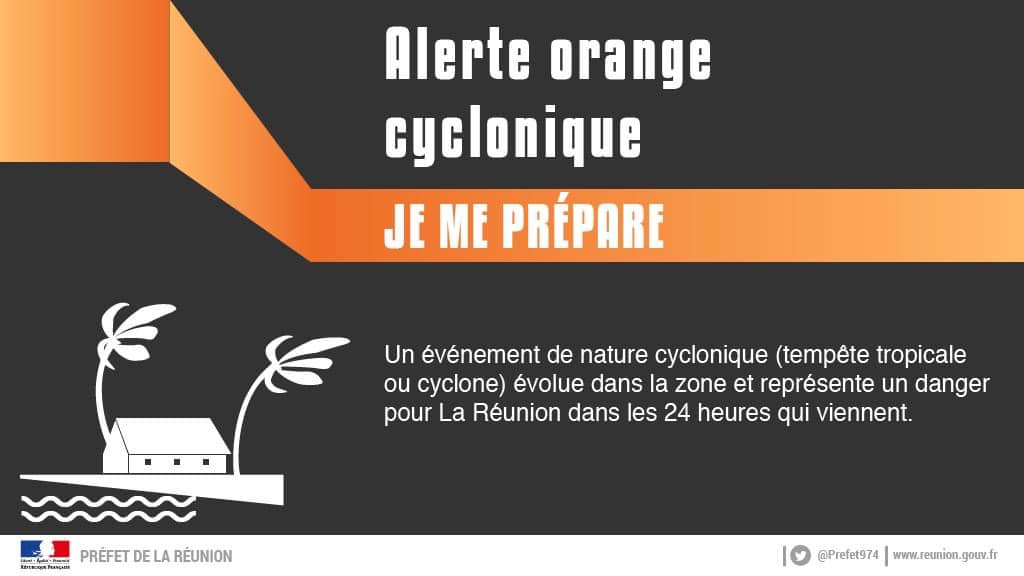 Alerte orange
cyclonique
JE ME PRÉPARE
Un événement de nature cyclonique (tempête tropicale
ou cyclone) évolue dans la zone et représente un danger
pour La Réunion dans les 24 heures qui viennent.
Liberté • Égalité • Fraternité
RÉPUBLIQUE FRANÇAISE
PRÉFET DE LA RÉUNION
@Prefet974
www.reunion.gouv.fr